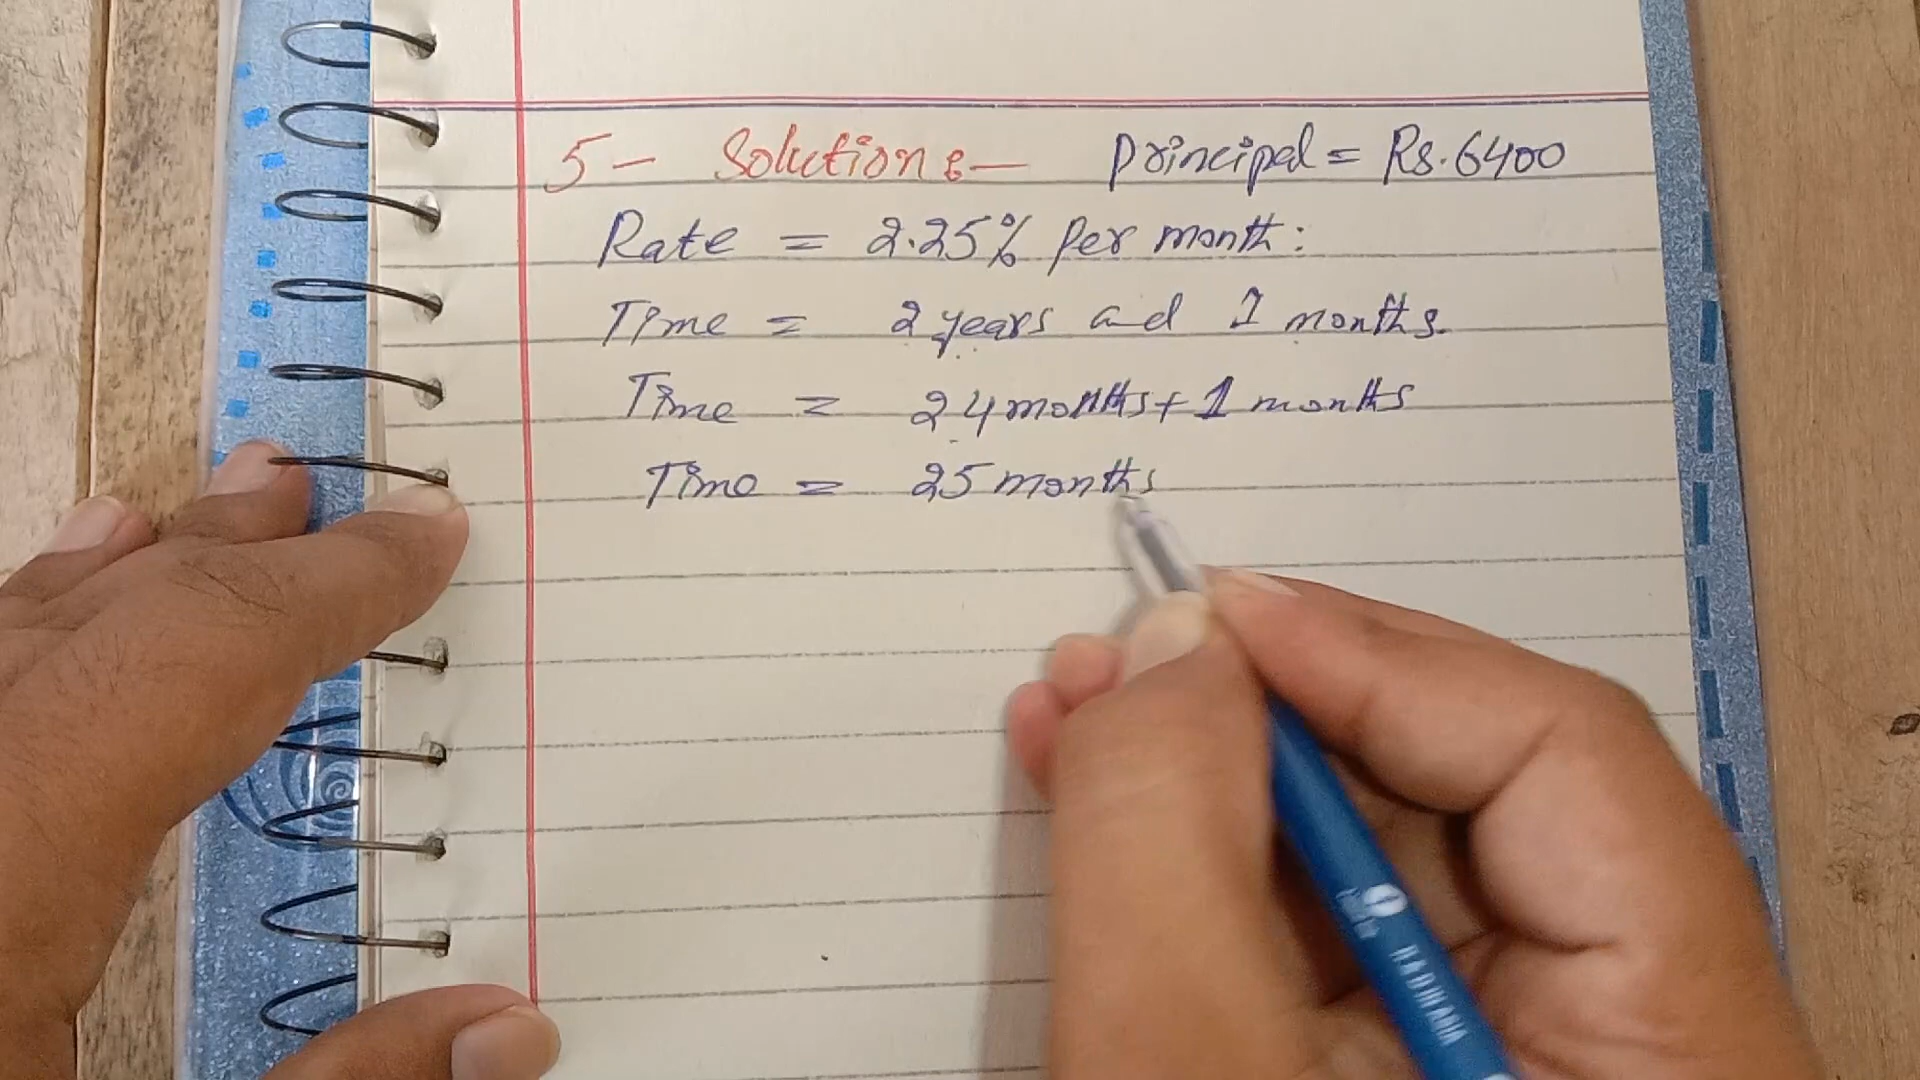 5- Solution:- Principal = Rs.6400
Rate = 2.25% Per month:
Time = 2 years and 1 months.
Time = 24 months + 1 months
Time = 25 months